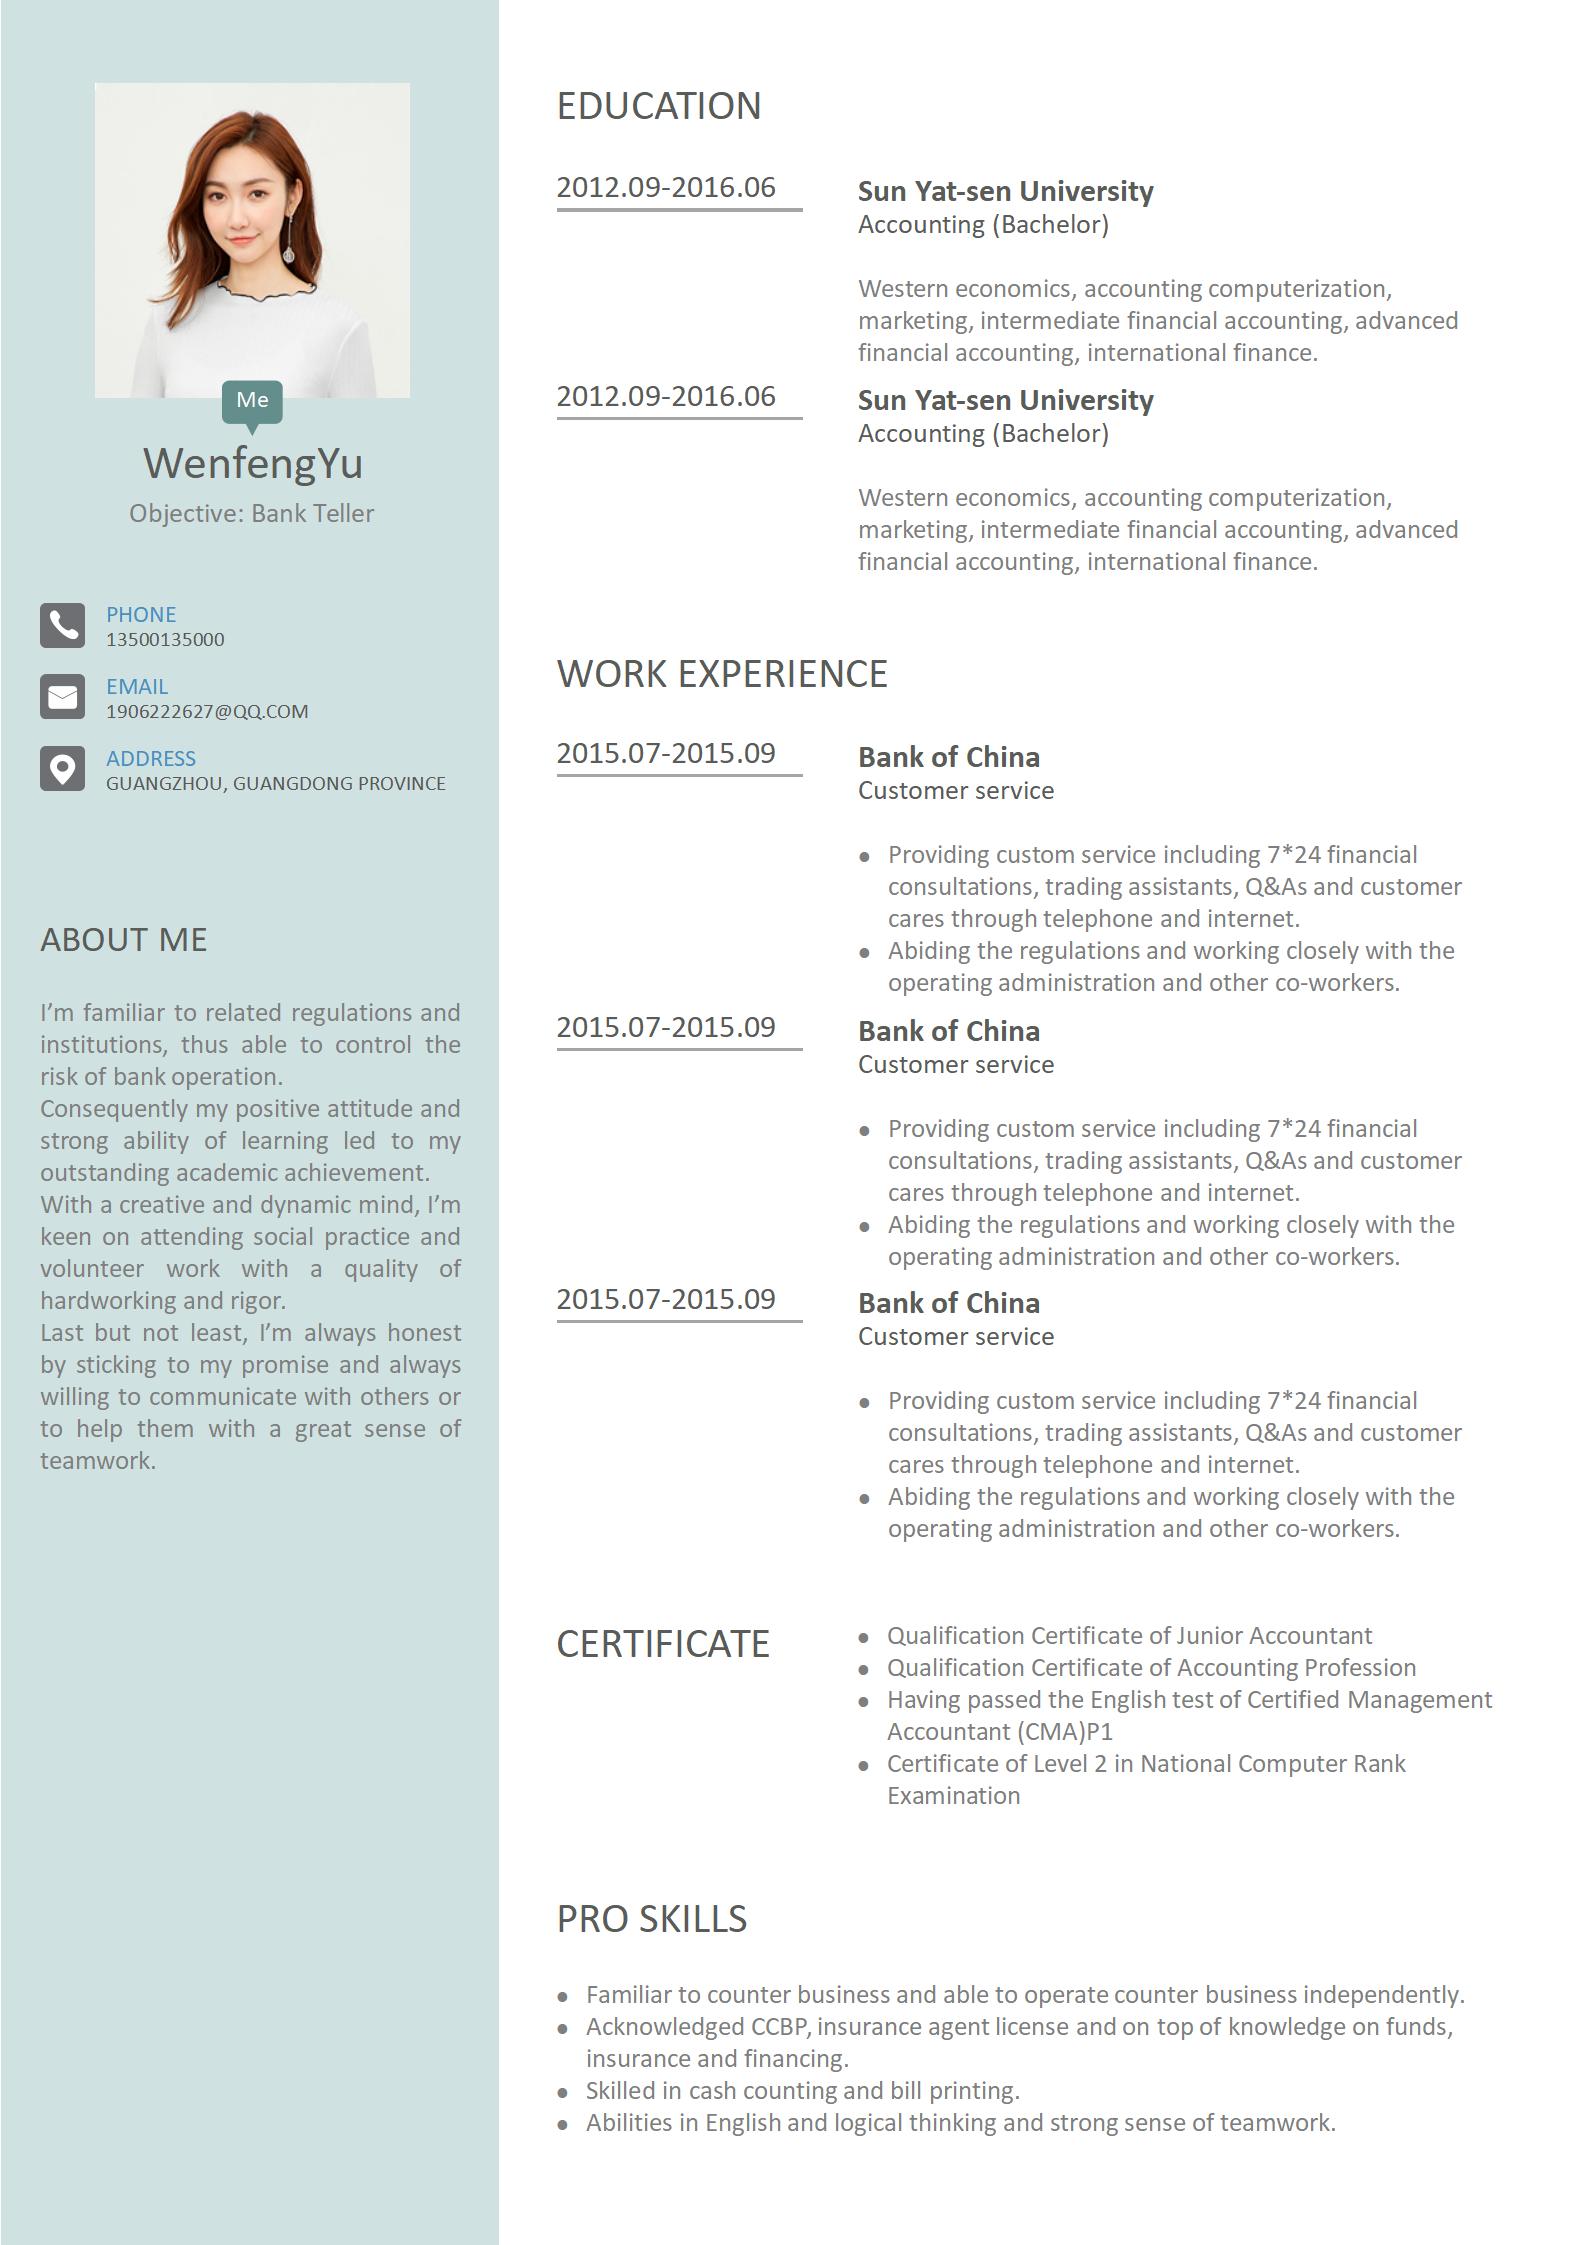 Me
WenfengYu
Objective: Bank Teller
PHONE
13500135000
EMAIL
1906222627@QQ.COM
ADDRESS
GUANGZHOU, GUANGDONG PROVINCE
ABOUT ME
I’m familiar to related regulations and
institutions, thus able to control the
risk of bank operation.
Consequently my positive attitude and
strong ability of learning led to my
outstanding academic achievement.
With a creative and dynamic mind, I’m
keen on attending social practice and
volunteer work with a quality of
hardworking and rigor.
Last but not least, I’m always honest
by sticking to my promise and always
willing to communicate with others or
to help them with a great sense of
teamwork.
EDUCATION
2012.09-2016.06
Sun Yat-sen University
Accounting (Bachelor)
Western economics, accounting computerization,
marketing, intermediate financial accounting, advanced
financial accounting, international finance.
2012.09-2016.06
Sun Yat-sen University
Accounting (Bachelor)
Western economics, accounting computerization,
marketing, intermediate financial accounting, advanced
financial accounting, international finance.
WORK EXPERIENCE
2015.07-2015.09
Bank of China
Customer service
● Providing custom service including 7*24 financial
consultations, trading assistants, Q&As and customer
cares through telephone and internet.
● Abiding the regulations and working closely with the
operating administration and other co-workers.
2015.07-2015.09
Bank of China
Customer service
● Providing custom service including 7*24 financial
consultations, trading assistants, Q&As and customer
cares through telephone and internet.
● Abiding the regulations and working closely with the
operating administration and other co-workers.
2015.07-2015.09
Bank of China
Customer service
● Providing custom service including 7*24 financial
consultations, trading assistants, Q&As and customer
cares through telephone and internet.
● Abiding the regulations and working closely with the
operating administration and other co-workers.
CERTIFICATE
● Qualification Certificate of Junior Accountant
● Qualification Certificate of Accounting Profession
● Having passed the English test of Certified Management
Accountant (CMA)P1
● Certificate of Level 2 in National Computer Rank
Examination
PRO SKILLS
● Familiar to counter business and able to operate counter business independently.
● Acknowledged CCBP, insurance agent license and on top of knowledge on funds,
insurance and financing.
● Skilled in cash counting and bill printing.
● Abilities in English and logical thinking and strong sense of teamwork.